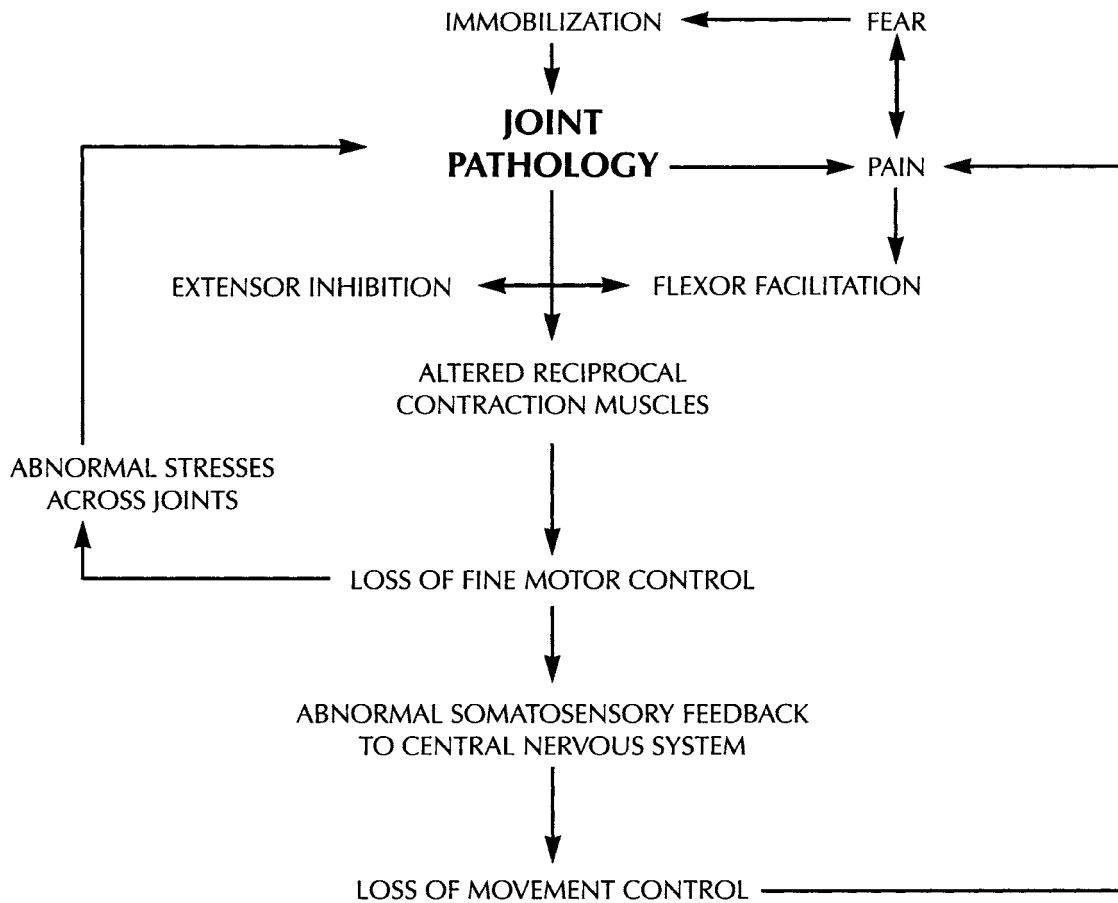 IMMOBILIZATION
FEAR
JOINT
PATHOLOGY
PAIN
EXTENSOR INHIBITION
FLEXOR FACILITATION
ALTERED RECIPROCAL
CONTRACTION MUSCLES
ABNORMAL STRESSES
ACROSS JOINTS
LOSS OF FINE MOTOR CONTROL
ABNORMAL SOMATOSENSORY FEEDBACK
TO CENTRAL NERVOUS SYSTEM
LOSS OF MOVEMENT CONTROL